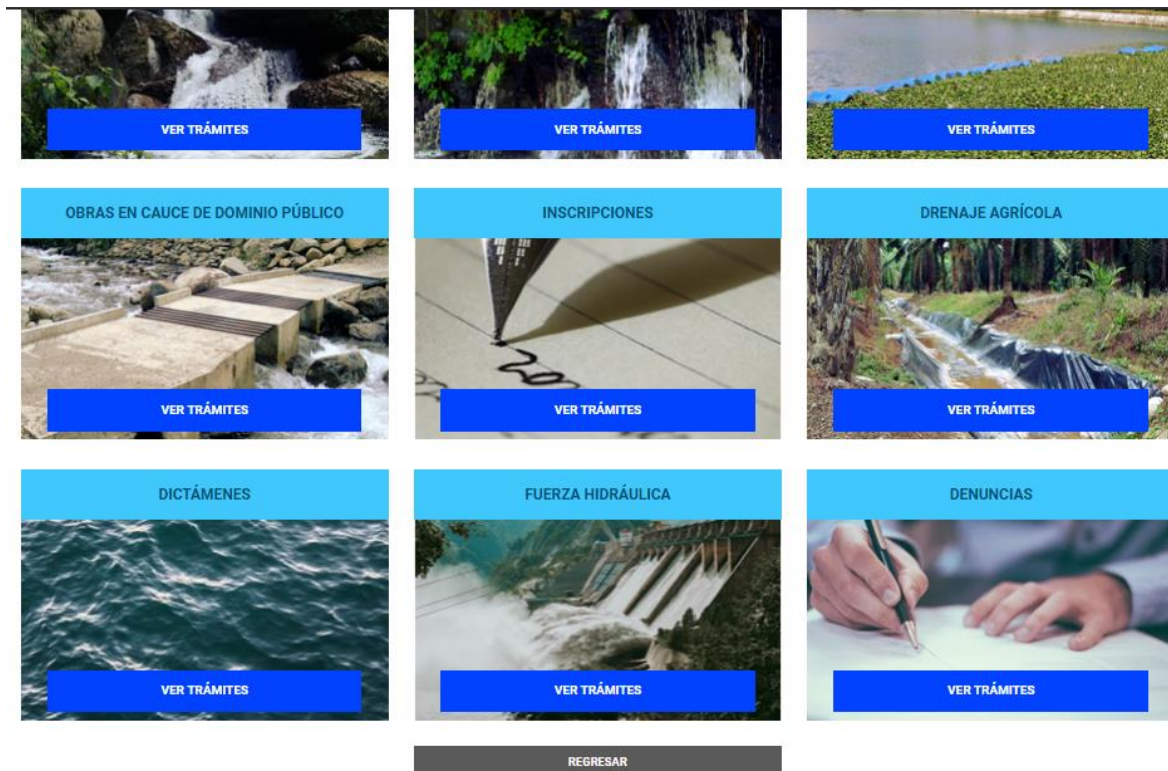 VER TRÁMITES
VER TRÁMITES
VER TRÁMITES
OBRAS EN CAUCE DE DOMINIO PÚBLICO
INSCRIPCIONES
DRENAJE AGRÍCOLA
VER TRÁMITES
VER TRÁMITES
VER TRÁMITES
DICTÁMENES
FUERZA HIDRÁULICA
DENUNCIAS
VER TRÁMITES
VER TRÁMITES
VER TRÁMITES
REGRESAR